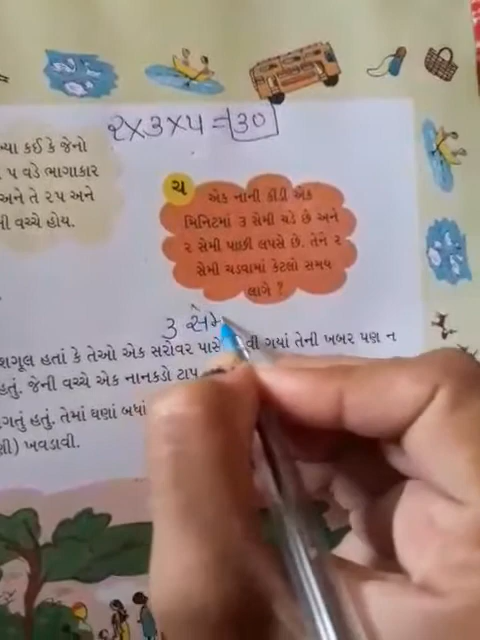 ૨×૩×૫=૩૦
ખ્યા કઈ કે જેનો
૫ વડે ભાગાકાર
અને તે ૨૫ અને
ની વચ્ચે હોય.
ચ
એક નાની કીડી એક
મિનિટમાં ૩ સેમી ચડે છે અને
૨ સેમી પાછી લપસે છે. તેને ૨
સેમી ચડવામાં કેટલો સમય
લાગે ?
૩ સેમ
શગૂલ હતાં કે તેઓ એક સરોવર પાસે વી ગયાં તેની ખબર પણ ન
હતું. જેની વચ્ચે એક નાનકડો ટાપ
ગતું હતું. તેમાં ઘણાં બધાં
ણી) ખવડાવી.